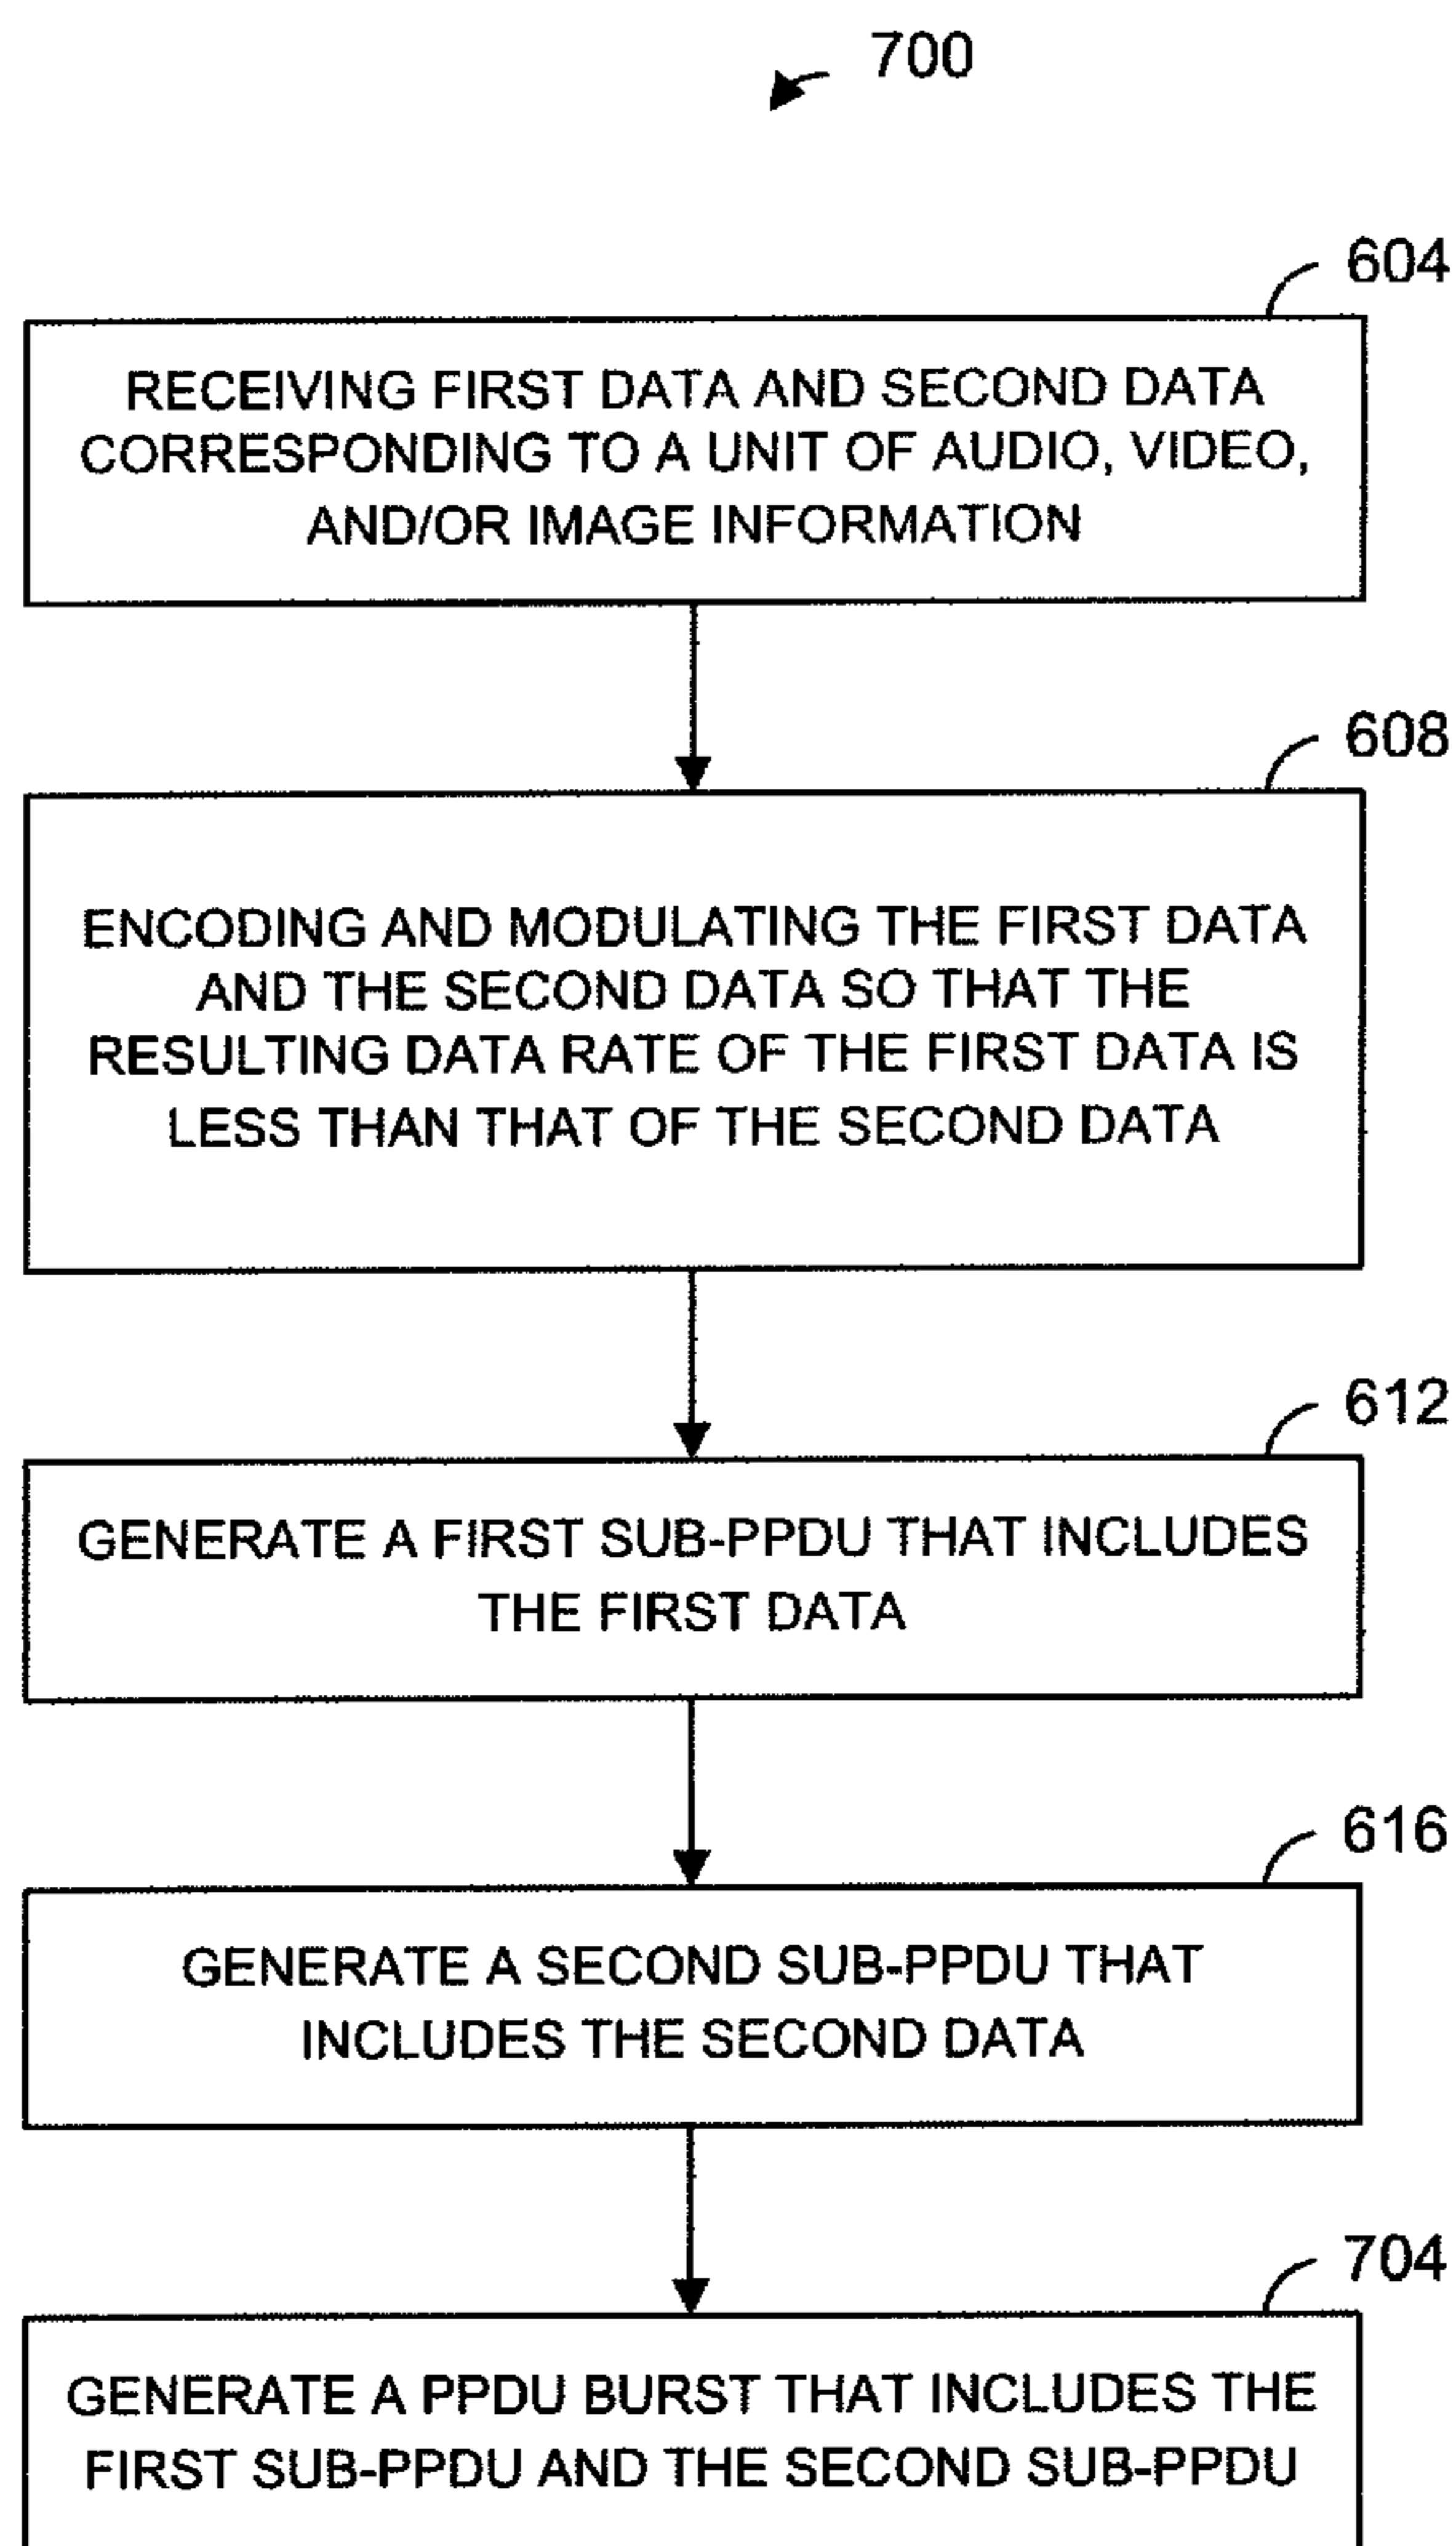 700
604
RECEIVING FIRST DATA AND SECOND DATA
CORRESPONDING TO A UNIT OF AUDIO, VIDEO,
AND/OR IMAGE INFORMATION
608
ENCODING AND MODULATING THE FIRST DATA
AND THE SECOND DATA SO THAT THE
RESULTING DATA RATE OF THE FIRST DATA IS
LESS THAN THAT OF THE SECOND DATA
612
GENERATE A FIRST SUB-PPDU THAT INCLUDES
THE FIRST DATA
616
GENERATE A SECOND SUB-PPDU THAT
INCLUDES THE SECOND DATA
704
GENERATE A PPDU BURST THAT INCLUDES THE
FIRST SUB-PPDU AND THE SECOND SUB-PPDU